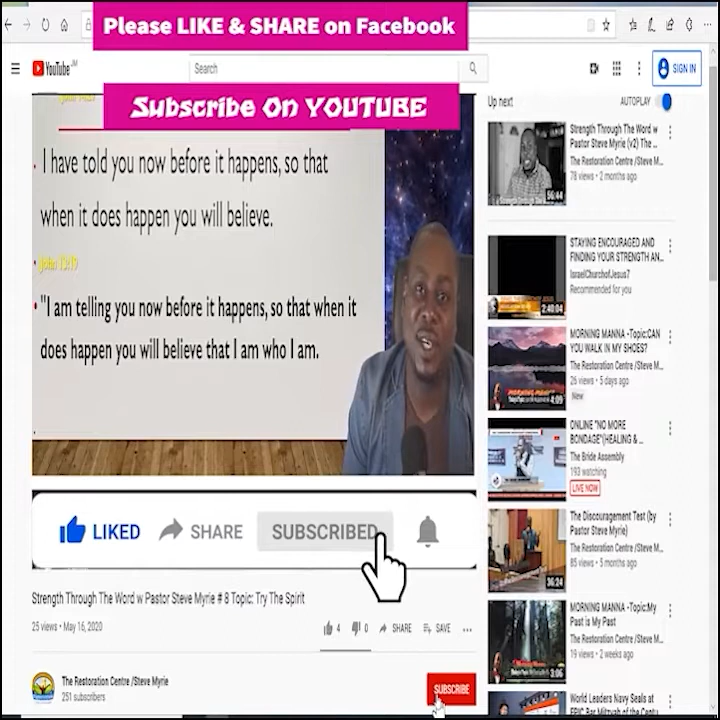 Please LIKE & SHARE on Facebook
YouTube JM
Search
SIGN IN
Subscribe On YOUTUBE
I have told you now before it happens, so that
when it does happen you will believe.
John 13:19
"I am telling you now before it happens, so that when it
does happen you will believe that I am who I am.
LIKED
SHARE
SUBSCRIBED
Strength Through The Word w Pastor Steve Myrie # 8 Topic: Try The Spirit
25 views • May 16, 2020
4
0
SHARE
SAVE
The Restoration Centre /Steve Myrie
251 subscribers
SUBSCRIBE
Up next
AUTOPLAY
Strength Through The Word w
Pastor Steve Myrie (v2) The ...
The Restoration Centre /Steve M...
78 views • 2 months ago
56:44
STAYING ENCOURAGED AND
FINDING YOUR STRENGTH AN...
IsraelChurchofJesus7
Recommended for you
2:40:04
MORNING MANNA -Topic:CAN
YOU WALK IN MY SHOES?
The Restoration Centre /Steve M...
26 views • 5 days ago
New
4:09
ONLINE "NO MORE
BONDAGE"(HEALING & ...
The Bride Assembly
193 watching
LIVE NOW
The Discouragement Test (by
Pastor Steve Myrie)
The Restoration Centre /Steve M...
85 views • 5 months ago
36:24
MORNING MANNA -Topic:My
Past is My Past
The Restoration Centre /Steve M...
19 views • 2 weeks ago
3:06
World Leaders Navy Seals at